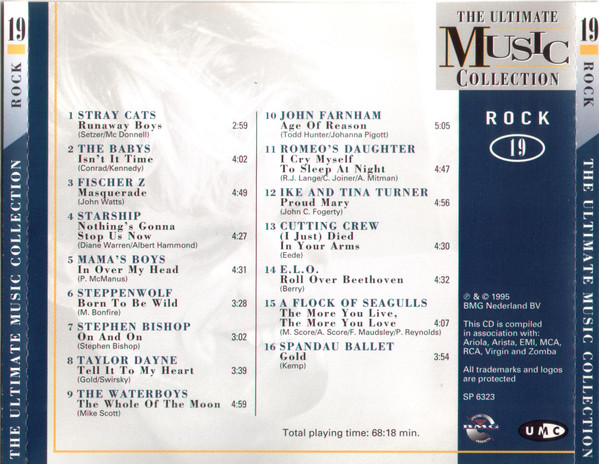 19
ROCK
THE ULTIMATE MUSIC COLLECTION
1 STRAY CATS
Runaway Boys 2:59
(Setzer/Mc Donnell)
2 THE BABYS
Isn't It Time 4:02
(Conrad/Kennedy)
3 FISCHER Z
Masquerade 4:49
(John Watts)
4 STARSHIP
Nothing's Gonna
Stop Us Now 4:27
(Diane Warren/Albert Hammond)
5 MAMA'S BOYS
In Over My Head 4:31
(P. McManus)
6 STEPPENWOLF
Born To Be Wild 3:28
(M. Bonfire)
7 STEPHEN BISHOP
On And On 3:02
(Stephen Bishop)
8 TAYLOR DAYNE
Tell It To My Heart 3:39
(Gold/Swirsky)
9 THE WATERBOYS
The Whole Of The Moon 4:59
(Mike Scott)
10 JOHN FARNHAM
Age Of Reason 5:05
(Todd Hunter/Johanna Pigott)
11 ROMEO'S DAUGHTER
I Cry Myself
To Sleep At Night 4:47
(R.J. Lange/C. Joiner/A. Mitman)
12 IKE AND TINA TURNER
Proud Mary 4:56
(John C. Fogerty)
13 CUTTING CREW
(I Just) Died
In Your Arms 4:30
(Eede)
14 E.L.O.
Roll Over Beethoven 4:32
(Berry)
15 A FLOCK OF SEAGULLS
The More You Live,
The More You Love 4:07
(M. Score/A. Score/F. Maudsley/P. Reynolds)
16 SPANDAU BALLET
Gold 3:54
(Kemp)
Total playing time: 68:18 min.
THE ULTIMATE
MUSIC
COLLECTION
ROCK
19
℗ & © 1995
BMG Nederland BV
This CD is compiled
in association with:
Ariola, Arista, EMI, MCA,
RCA, Virgin and Zomba
All trademarks and logos
are protected
SP 6323
BMG
UMC
19
ROCK
THE ULTIMATE MUSIC COLLECTION